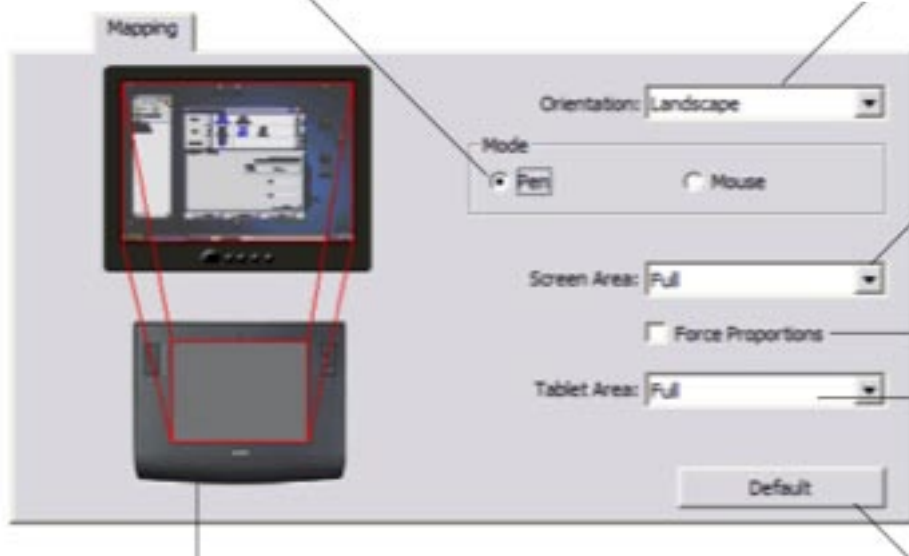 Mapping
Orientation: Landscape
Mode
Pen Mouse
Screen Area: Full
Force Proportions
Tablet Area: Full
Default